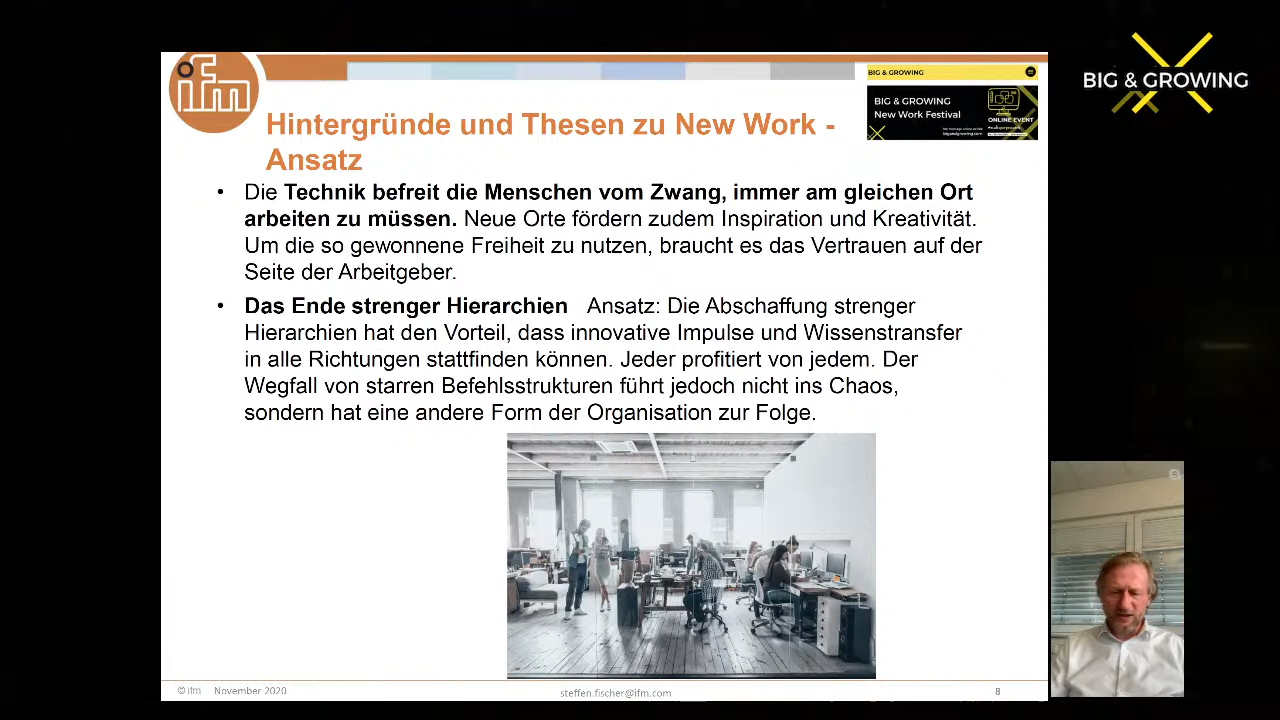 ifm
BIG & GROWING
BIG & GROWING
New Work Festival
ONLINE EVENT
BIG & GROWING
Hintergründe und Thesen zu New Work -
Ansatz
• Die Technik befreit die Menschen vom Zwang, immer am gleichen Ort
arbeiten zu müssen. Neue Orte fördern zudem Inspiration und Kreativität.
Um die so gewonnene Freiheit zu nutzen, braucht es das Vertrauen auf der
Seite der Arbeitgeber.
• Das Ende strenger Hierarchien Ansatz: Die Abschaffung strenger
Hierarchien hat den Vorteil, dass innovative Impulse und Wissenstransfer
in alle Richtungen stattfinden können. Jeder profitiert von jedem. Der
Wegfall von starren Befehlsstrukturen führt jedoch nicht ins Chaos,
sondern hat eine andere Form der Organisation zur Folge.
© ifm November 2020
steffen.fischer@ifm.com
8